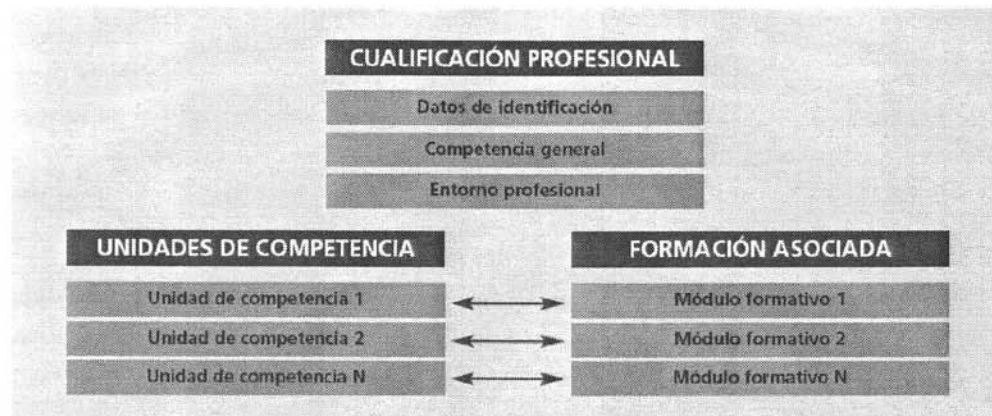 CUALIFICACIÓN PROFESIONAL
Datos de identificación
Competencia general
Entorno profesional
UNIDADES DE COMPETENCIA
Unidad de competencia 1
Unidad de competencia 2
Unidad de competencia N
FORMACIÓN ASOCIADA
Módulo formativo 1
Módulo formativo 2
Módulo formativo N